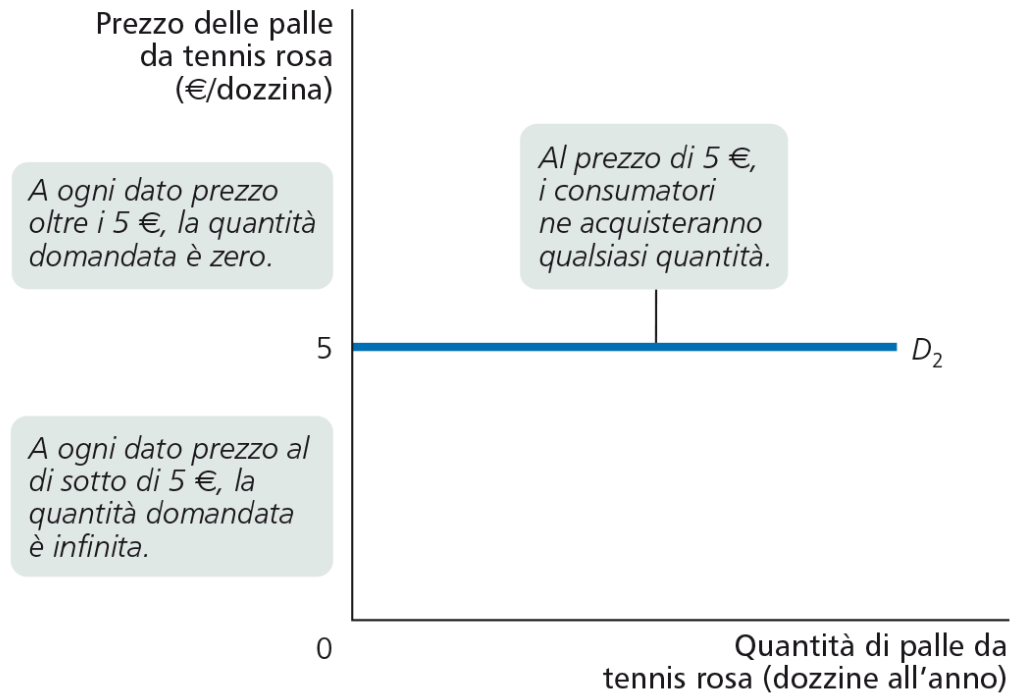 Prezzo delle palle
da tennis rosa
(€/dozzina)
A ogni dato prezzo
oltre i 5 €, la quantità
domandata è zero.
Al prezzo di 5 €,
i consumatori
ne acquisteranno
qualsiasi quantità.
5
D₂
A ogni dato prezzo al
di sotto di 5 €, la
quantità domandata
è infinita.
0
Quantità di palle da
tennis rosa (dozzine all'anno)